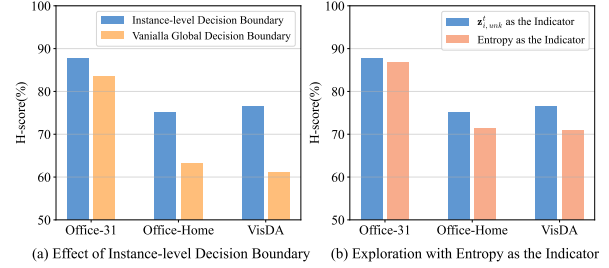 100
90
80
70
60
50
H-score(%)
Instance-level Decision Boundary
Vanialla Global Decision Boundary
Office-31 Office-Home VisDA
(a) Effect of Instance-level Decision Boundary
100
90
80
70
60
50
H-score(%)
z^t_{i, unk} as the Indicator
Entropy as the Indicator
Office-31 Office-Home VisDA
(b) Exploration with Entropy as the Indicator